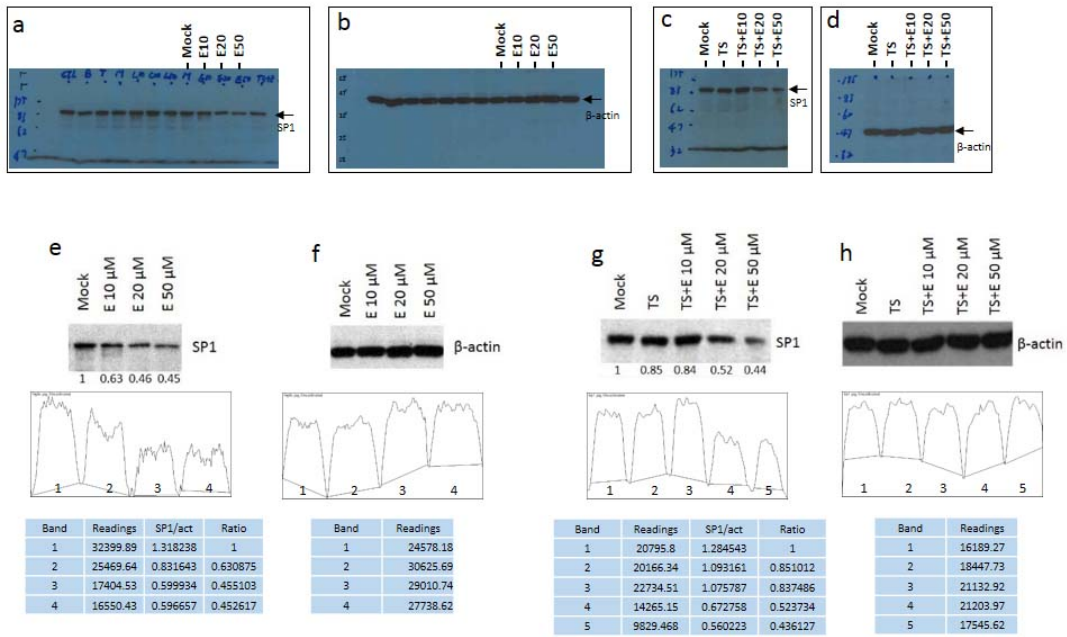 a
Mock
E10
E20
E50
SP1
b
Mock
E10
E20
E50
β-actin
c
Mock
TS
TS+E10
TS+E20
TS+E50
SP1
d
Mock
TS
TS+E10
TS+E20
TS+E50
β-actin
e
Mock
E 10 µM
E 20 µM
E 50 µM
SP1
1 0.63 0.46 0.45
1 2 3 4
Band Readings SP1/act Ratio
1 32399.89 1.318238 1
2 25469.64 0.831643 0.630875
3 17404.53 0.599934 0.455103
4 16550.43 0.596657 0.452617
f
Mock
E 10 µM
E 20 µM
E 50 µM
β-actin
1 2 3 4
Band Readings
1 24578.18
2 30625.69
3 29010.74
4 27738.62
g
Mock
TS
TS+E 10 µM
TS+E 20 µM
TS+E 50 µM
SP1
1 0.85 0.84 0.52 0.44
1 2 3 4 5
Band Readings SP1/act Ratio
1 20795.8 1.284543 1
2 20166.34 1.093161 0.851012
3 22734.51 1.075787 0.837486
4 14265.15 0.672758 0.523734
5 9829.468 0.560223 0.436127
h
Mock
TS
TS+E 10 µM
TS+E 20 µM
TS+E 50 µM
β-actin
1 2 3 4 5
Band Readings
1 16189.27
2 18447.73
3 21132.92
4 21203.97
5 17545.62